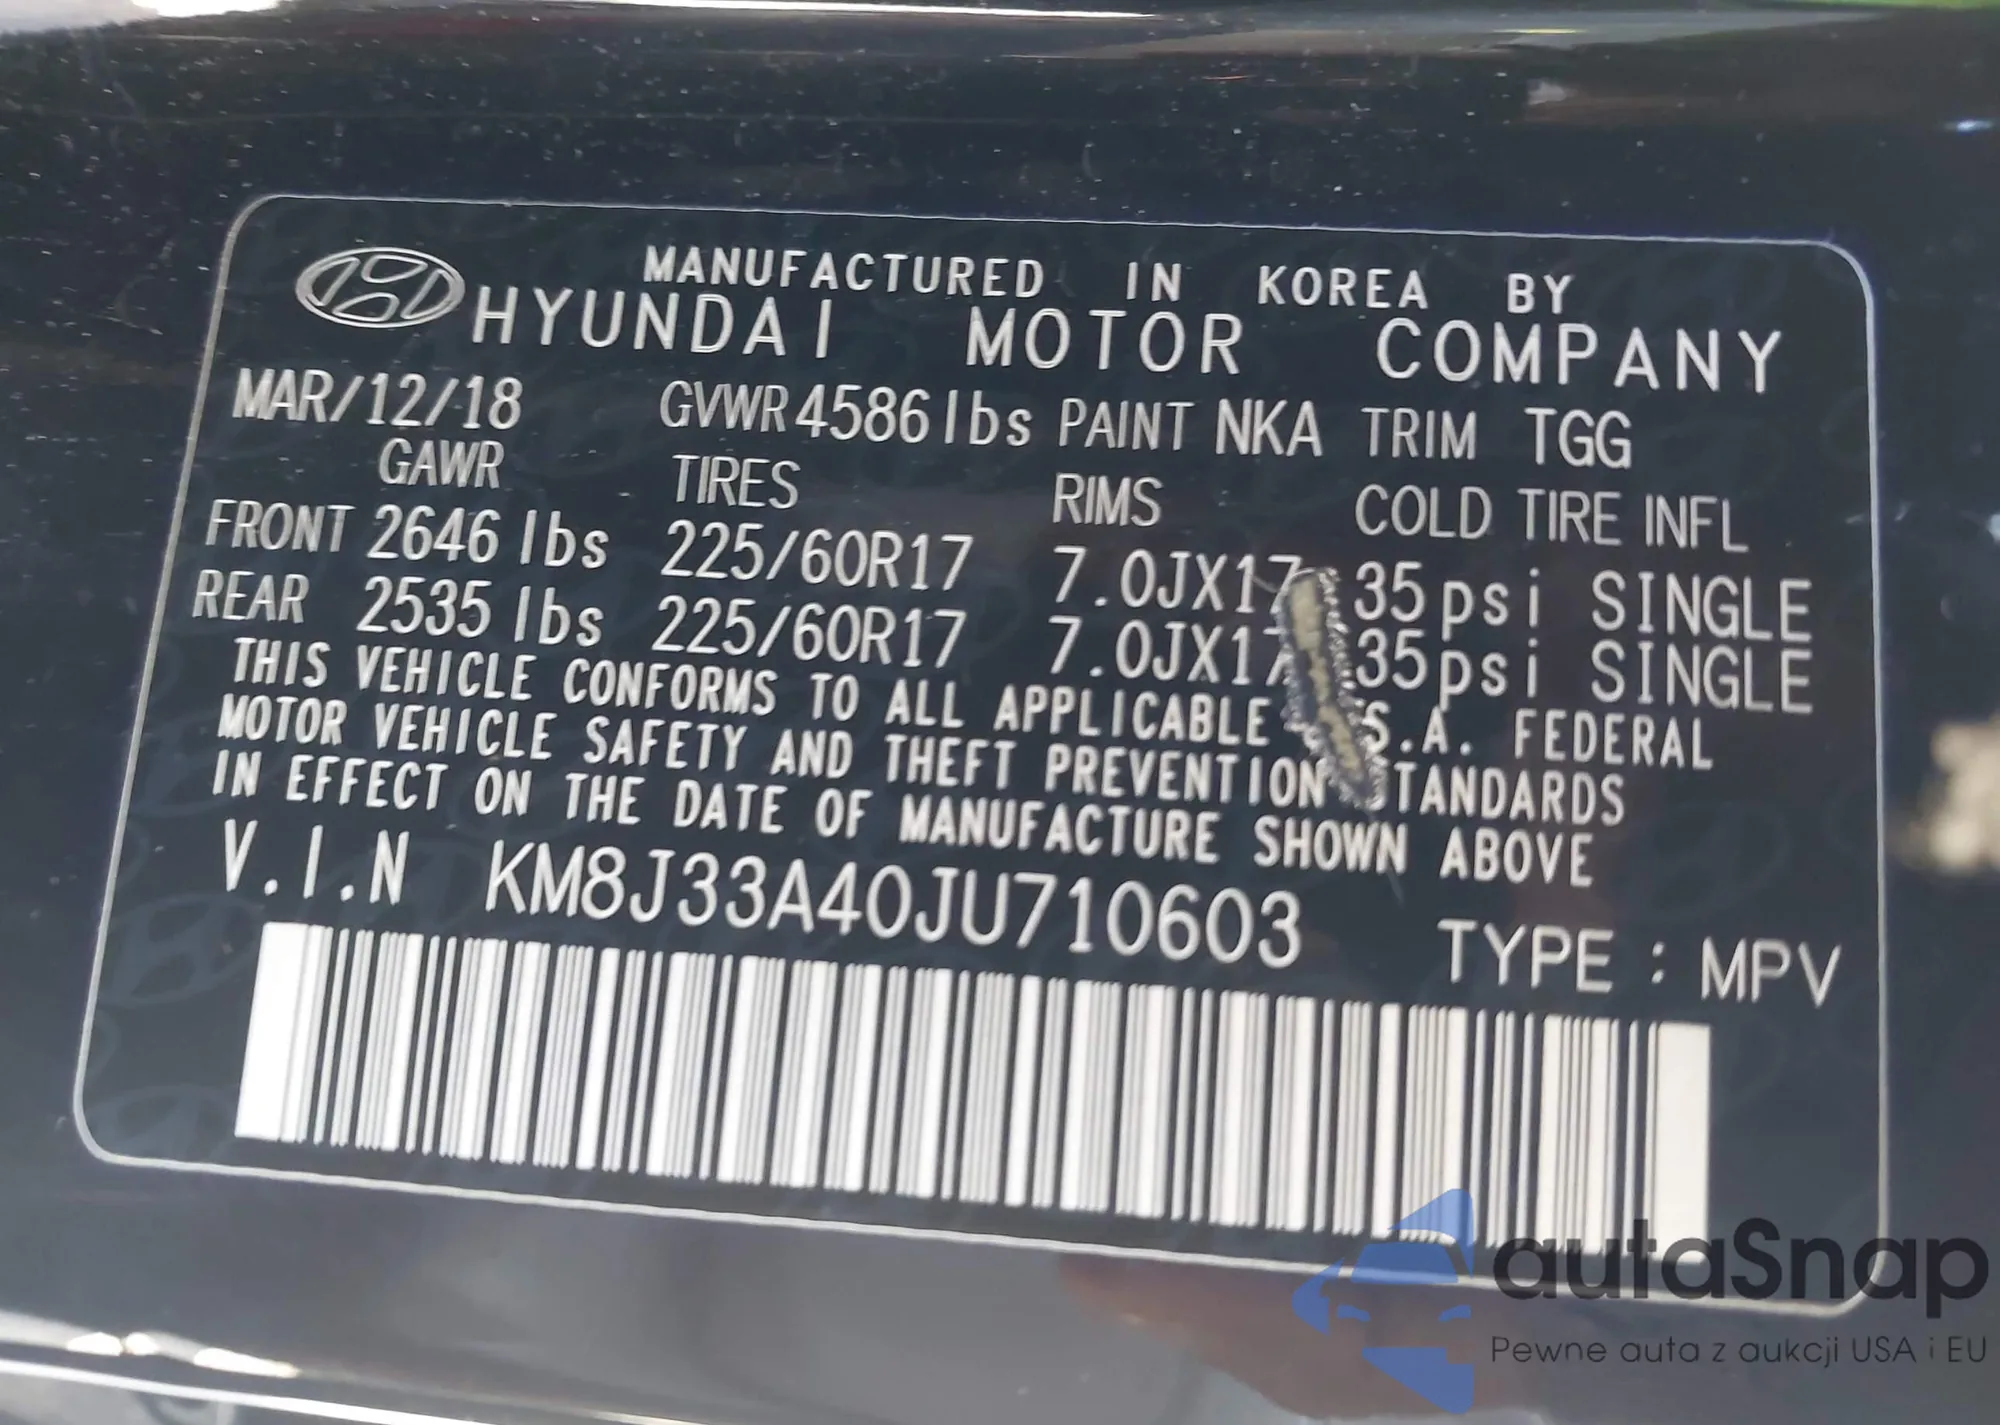 MANUFACTURED IN KOREA BY
HYUNDAI MOTOR COMPANY
MAR/12/18 GVWR 4586 lbs PAINT NKA TRIM TGG
GAWR TIRES RIMS COLD TIRE INFL
FRONT 2646 lbs 225/60R17 7.0JX17 35psi SINGLE
REAR 2535 lbs 225/60R17 7.0JX17 35psi SINGLE
THIS VEHICLE CONFORMS TO ALL APPLICABLE U.S.A. FEDERAL
MOTOR VEHICLE SAFETY AND THEFT PREVENTION STANDARDS
IN EFFECT ON THE DATE OF MANUFACTURE SHOWN ABOVE
V.I.N KM8J33A40JU710603 TYPE : MPV
autaSnap
Pewne auta z aukcji USA i EU